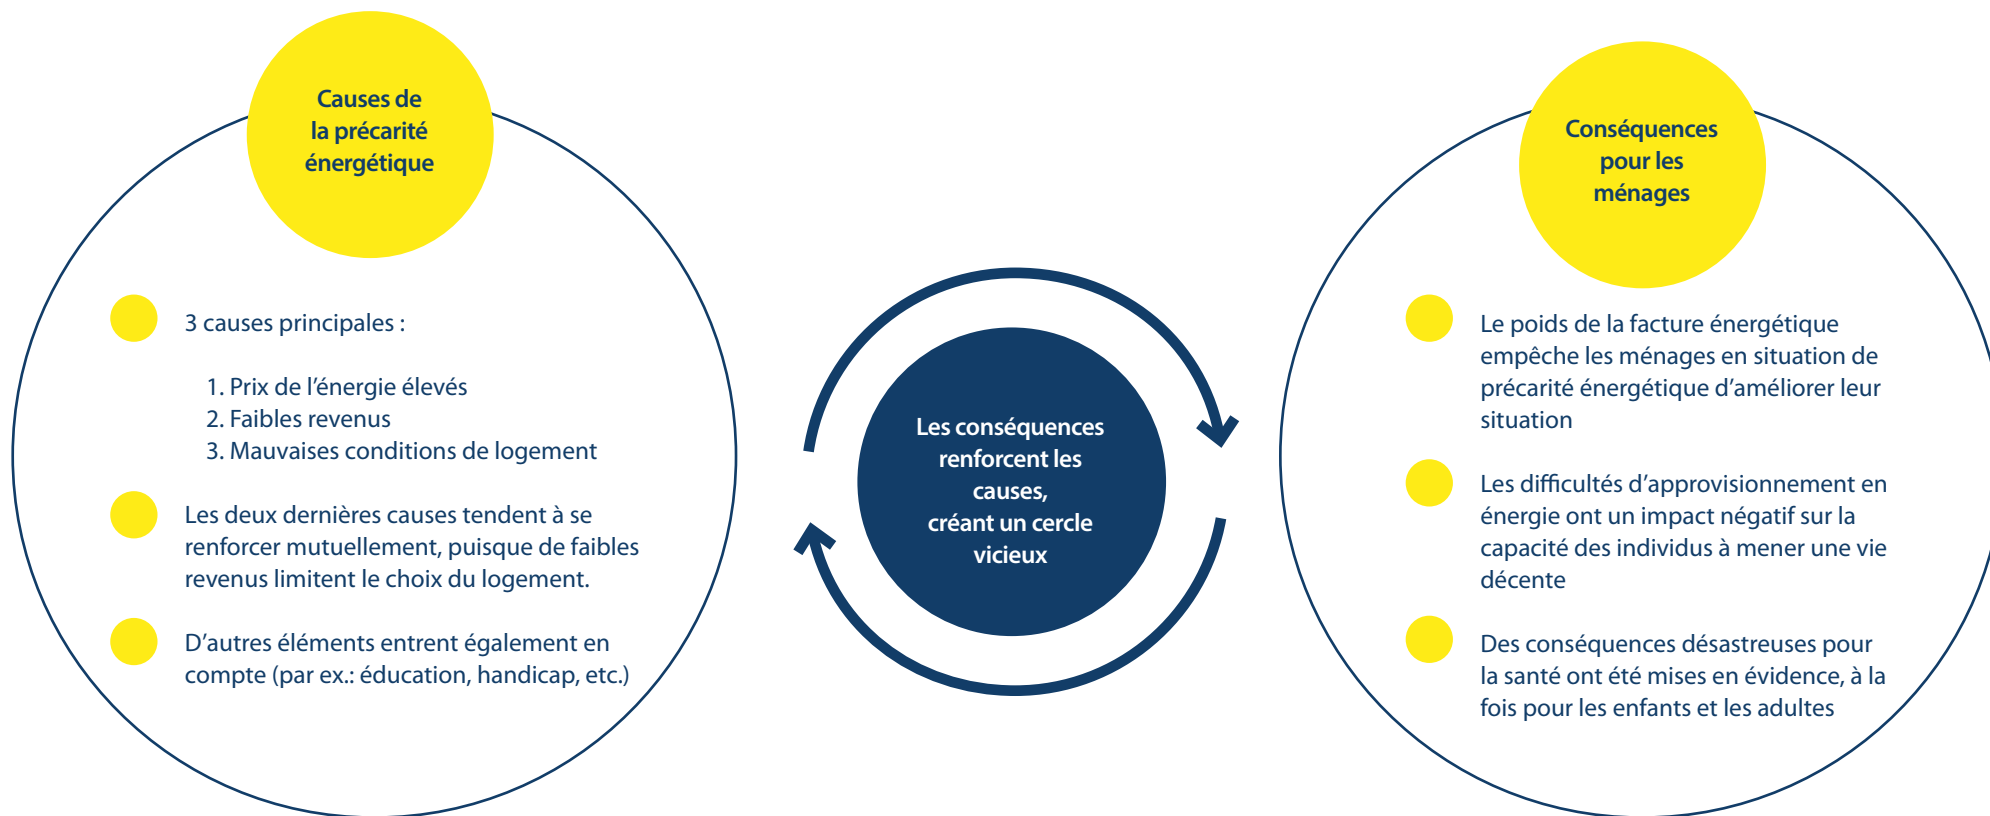 Causes de
la précarité
énergétique
3 causes principales :
1. Prix de l’énergie élevés
2. Faibles revenus
3. Mauvaises conditions de logement
Les deux dernières causes tendent à se
renforcer mutuellement, puisque de faibles
revenus limitent le choix du logement.
D’autres éléments entrent également en
compte (par ex.: éducation, handicap, etc.)
Les conséquences
renforcent les
causes,
créant un cercle
vicieux
Conséquences
pour les
ménages
Le poids de la facture énergétique
empêche les ménages en situation de
précarité énergétique d’améliorer leur
situation
Les difficultés d’approvisionnement en
énergie ont un impact négatif sur la
capacité des individus à mener une vie
décente
Des conséquences désastreuses pour
la santé ont été mises en évidence, à la
fois pour les enfants et les adultes